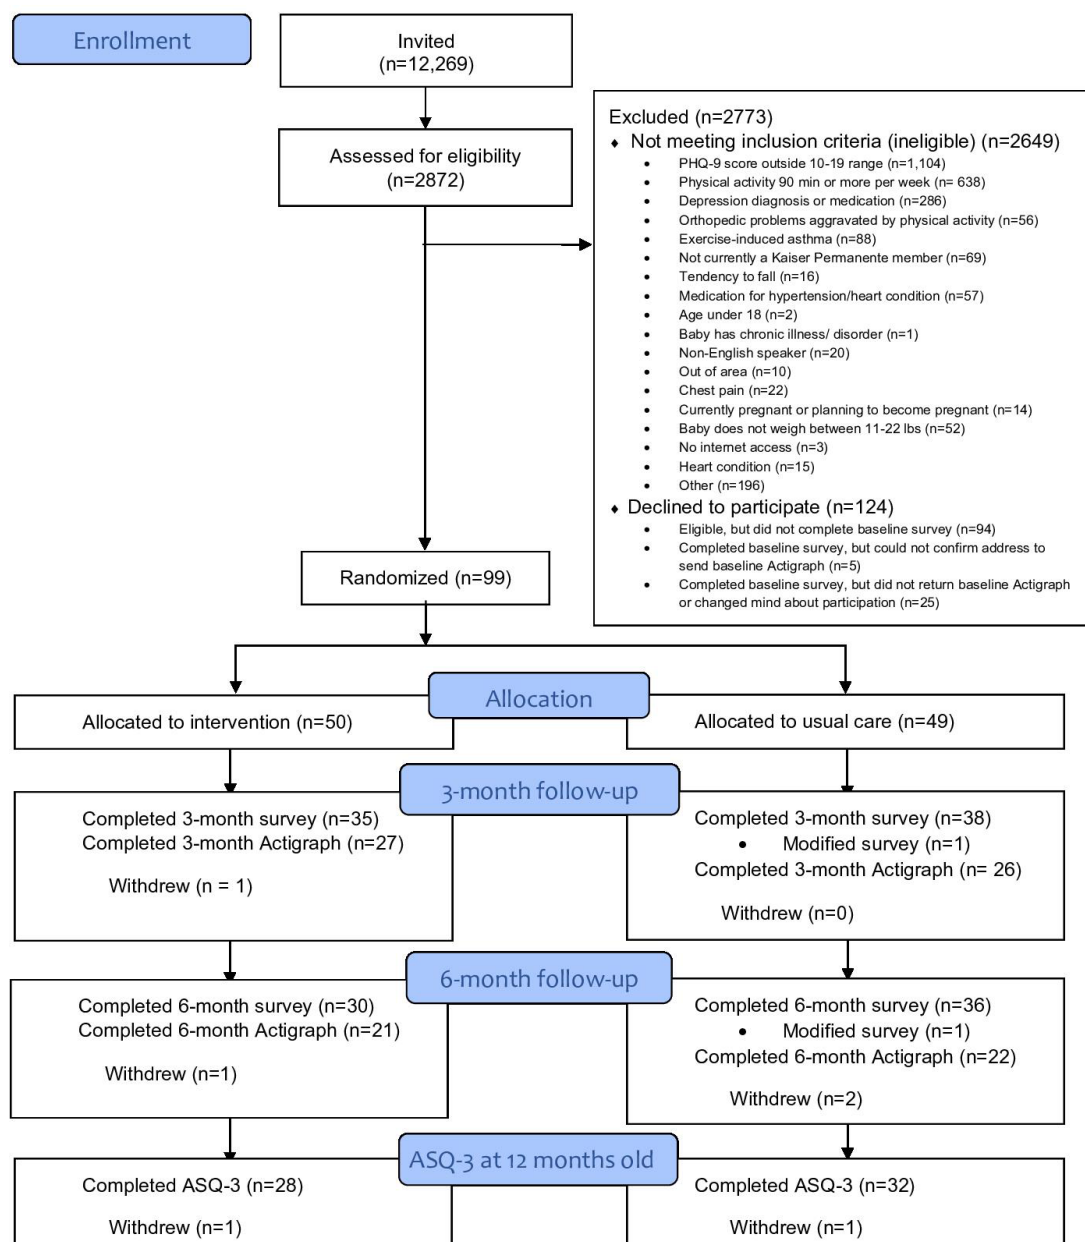 Enrollment
Invited
(n=12,269)
Assessed for eligibility
(n=2872)
Excluded (n=2773)
♦ Not meeting inclusion criteria (ineligible) (n=2649)
• PHQ-9 score outside 10-19 range (n=1,104)
• Physical activity 90 min or more per week (n= 638)
• Depression diagnosis or medication (n=286)
• Orthopedic problems aggravated by physical activity (n=56)
• Exercise-induced asthma (n=88)
• Not currently a Kaiser Permanente member (n=69)
• Tendency to fall (n=16)
• Medication for hypertension/heart condition (n=57)
• Age under 18 (n=2)
• Baby has chronic illness/ disorder (n=1)
• Non-English speaker (n=20)
• Out of area (n=10)
• Chest pain (n=22)
• Currently pregnant or planning to become pregnant (n=14)
• Baby does not weigh between 11-22 lbs (n=52)
• No internet access (n=3)
• Heart condition (n=15)
• Other (n=196)
♦ Declined to participate (n=124)
• Eligible, but did not complete baseline survey (n=94)
• Completed baseline survey, but could not confirm address to
send baseline Actigraph (n=5)
• Completed baseline survey, but did not return baseline Actigraph
or changed mind about participation (n=25)
Randomized (n=99)
Allocation
Allocated to intervention (n=50)
Allocated to usual care (n=49)
3-month follow-up
Completed 3-month survey (n=35)
Completed 3-month Actigraph (n=27)
Withdrew (n = 1)
Completed 3-month survey (n=38)
• Modified survey (n=1)
Completed 3-month Actigraph (n= 26)
Withdrew (n=0)
6-month follow-up
Completed 6-month survey (n=30)
Completed 6-month Actigraph (n=21)
Withdrew (n=1)
Completed 6-month survey (n=36)
• Modified survey (n=1)
Completed 6-month Actigraph (n=22)
Withdrew (n=2)
ASQ-3 at 12 months old
Completed ASQ-3 (n=28)
Withdrew (n=1)
Completed ASQ-3 (n=32)
Withdrew (n=1)